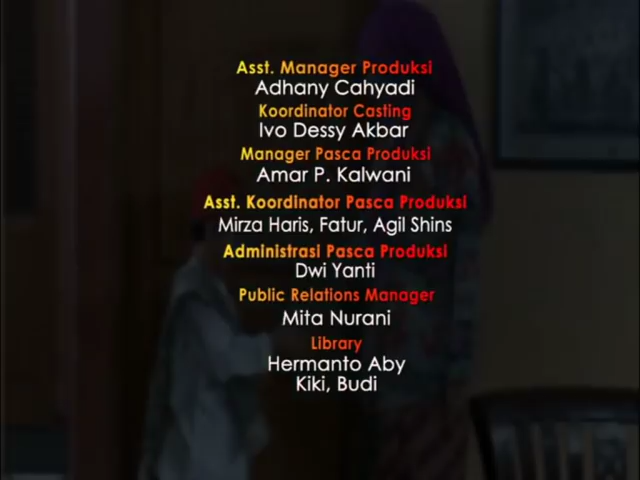 Asst. Manager Produksi
Adhany Cahyadi
Koordinator Casting
Ivo Dessy Akbar
Manager Pasca Produksi
Amar P. Kalwani
Asst. Koordinator Pasca Produksi
Mirza Haris, Fatur, Agil Shins
Administrasi Pasca Produksi
Dwi Yanti
Public Relations Manager
Mita Nurani
Library
Hermanto Aby
Kiki, Budi